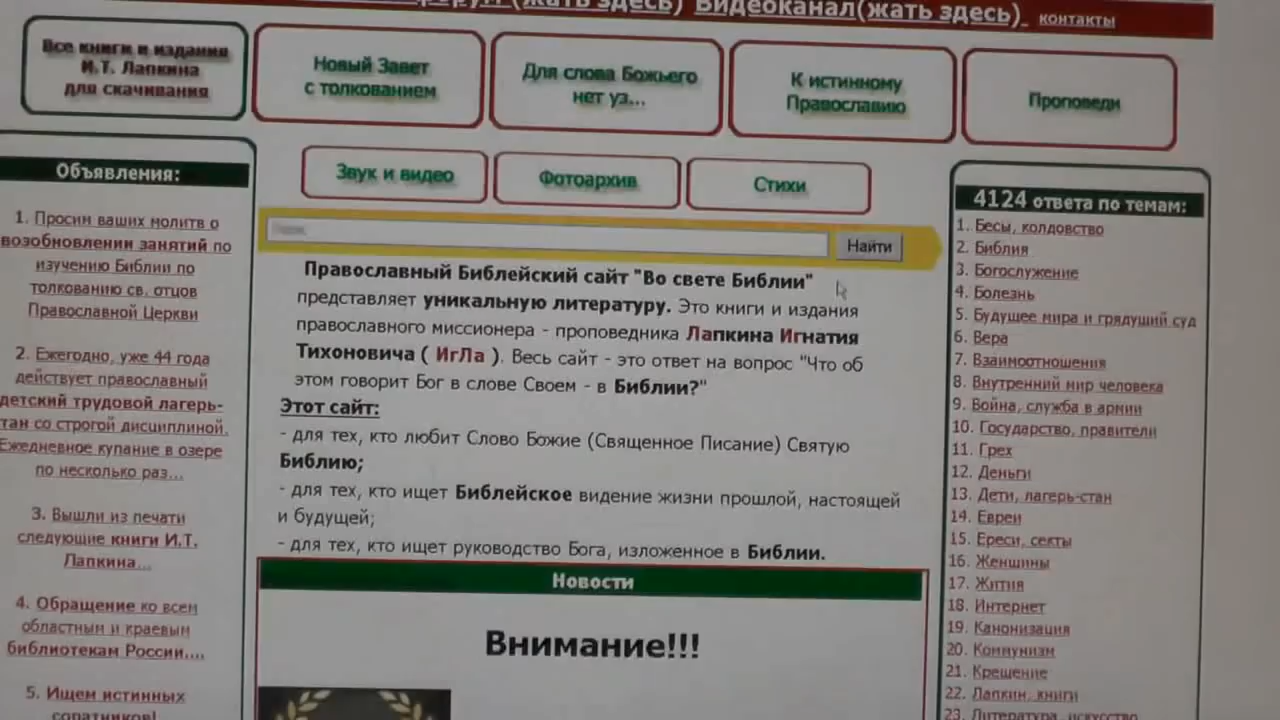 (жать здесь) Видеоканал(жать здесь) контакты
Все книги и издания
И.Т. Лапкина
для скачивания
Новый Завет
с толкованием
Для слова Божьего
нет уз...
К истинному
Православию
Проповеди
Звук и видео
Фотоархив
Стихи
Найти
Объявления:
1. Просим ваших молитв о
возобновлении занятий по
изучению Библии по
толкованию св. отцов
Православной Церкви
2. Ежегодно, уже 44 года
действует православный
детский трудовой лагерь-
стан со строгой дисциплиной.
Ежедневное купание в озере
по несколько раз...
3. Вышли из печати
следующие книги И.Т.
Лапкина...
4. Обращение ко всем
областным и краевым
библиотекам России....
5. Ищем истинных
соратников!
Православный Библейский сайт "Во свете Библии"
представляет уникальную литературу. Это книги и издания
православного миссионера - проповедника Лапкина Игнатия
Тихоновича ( ИгЛа ). Весь сайт - это ответ на вопрос "Что об
этом говорит Бог в слове Своем - в Библии?"
Этот сайт:
- для тех, кто любит Слово Божие (Священное Писание) Святую
Библию;
- для тех, кто ищет Библейское видение жизни прошлой, настоящей
и будущей;
- для тех, кто ищет руководство Бога, изложенное в Библии.
Новости
Внимание!!!
4124 ответа по темам:
1. Бесы, колдовство
2. Библия
3. Богослужение
4. Болезнь
5. Будущее мира и грядущий суд
6. Вера
7. Взаимоотношения
8. Внутренний мир человека
9. Война, служба в армии
10. Государство, правители
11. Грех
12. Деньги
13. Дети, лагерь-стан
14. Евреи
15. Ереси, секты
16. Женщины
17. Жития
18. Интернет
19. Канонизация
20. Коммунизм
21. Крещение
22. Лапкин, книги
23. Литература, искусство